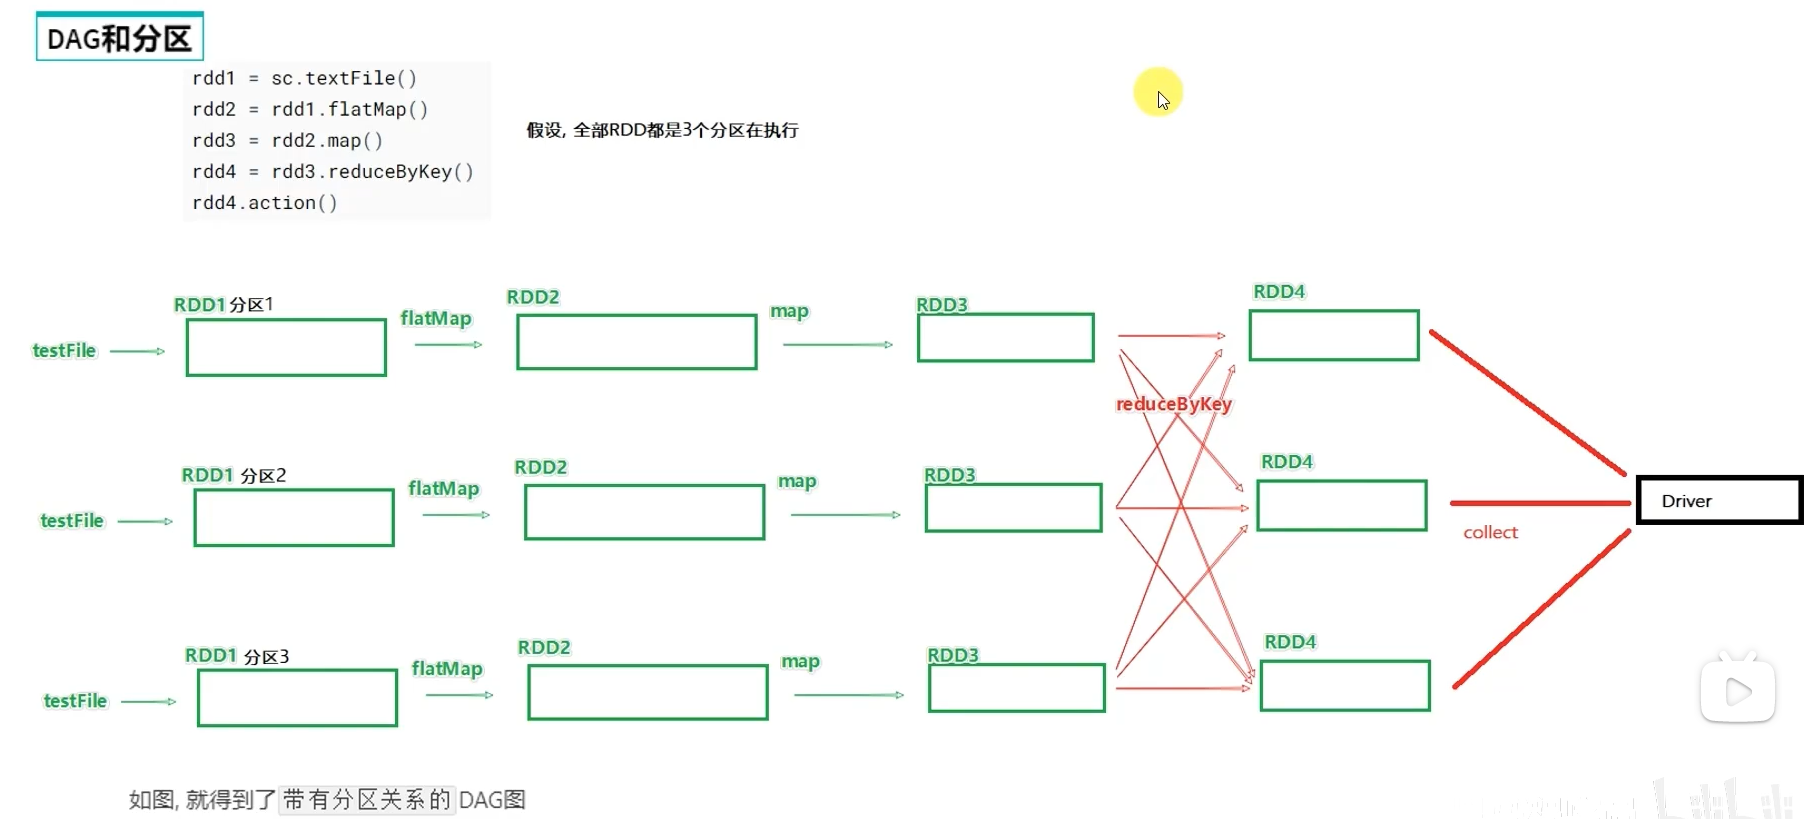 DAG和分区
rdd1 = sc.textFile()
rdd2 = rdd1.flatMap()
rdd3 = rdd2.map()
rdd4 = rdd3.reduceByKey()
rdd4.action()
假设, 全部RDD都是3个分区在执行
RDD1 分区1
RDD2
RDD3
RDD4
testFile
flatMap
map
reduceByKey
RDD1 分区2
RDD2
RDD3
RDD4
testFile
flatMap
map
Driver
collect
RDD1 分区3
RDD2
RDD3
RDD4
testFile
flatMap
map
如图, 就得到了带有分区关系的DAG图